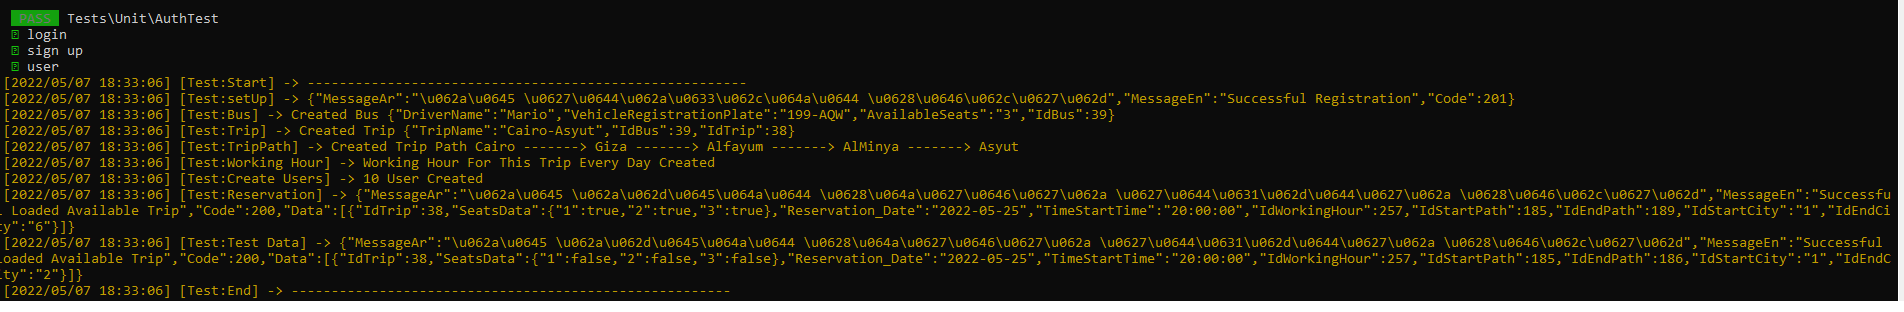 PASS Tests\Unit\AuthTest
login
sign up
user
[2022/05/07 18:33:06] [Test:Start] -> -------------------------------------------------------
[2022/05/07 18:33:06] [Test:setUp] -> {"MessageAr":"\u062a\u0645 \u0627\u0644\u062a\u0633\u062c\u064a\u0644 \u0628\u0646\u062c\u0627\u062d","MessageEn":"Successful Registration","Code":201}
[2022/05/07 18:33:06] [Test:Bus] -> Created Bus {"DriverName":"Mario","VehicleRegistrationPlate":"199-AQW","AvailableSeats":"3","IdBus":39}
[2022/05/07 18:33:06] [Test:Trip] -> Created Trip {"TripName":"Cairo-Asyut","IdBus":39,"IdTrip":38}
[2022/05/07 18:33:06] [Test:TripPath] -> Created Trip Path Cairo -------> Giza -------> Alfayum -------> AlMinya -------> Asyut
[2022/05/07 18:33:06] [Test:Working Hour] -> Working Hour For This Trip Every Day Created
[2022/05/07 18:33:06] [Test:Create Users] -> 10 User Created
[2022/05/07 18:33:06] [Test:Reservation] -> {"MessageAr":"\u062a\u0645 \u062a\u062d\u0645\u064a\u0644 \u0628\u064a\u0627\u0646\u0627\u062a \u0627\u0644\u0631\u062d\u0644\u0627\u062a \u0628\u0646\u062c\u0627\u062d","MessageEn":"Successfu
l Loaded Available Trip","Code":200,"Data":[{"IdTrip":38,"SeatsData":{"1":true,"2":true,"3":true},"Reservation_Date":"2022-05-25","TimeStartTime":"20:00:00","IdWorkingHour":257,"IdStartPath":185,"IdEndPath":189,"IdStartCity":"1","IdEndCi
ty":"6"}]}
[2022/05/07 18:33:06] [Test:Test Data] -> {"MessageAr":"\u062a\u0645 \u062a\u062d\u0645\u064a\u0644 \u0628\u064a\u0627\u0646\u0627\u062a \u0627\u0644\u0631\u062d\u0644\u0627\u062a \u0628\u0646\u062c\u0627\u062d","MessageEn":"Successful
Loaded Available Trip","Code":200,"Data":[{"IdTrip":38,"SeatsData":{"1":false,"2":false,"3":false},"Reservation_Date":"2022-05-25","TimeStartTime":"20:00:00","IdWorkingHour":257,"IdStartPath":185,"IdEndPath":186,"IdStartCity":"1","IdEndC
ity":"2"}]}
[2022/05/07 18:33:06] [Test:End] -> -------------------------------------------------------